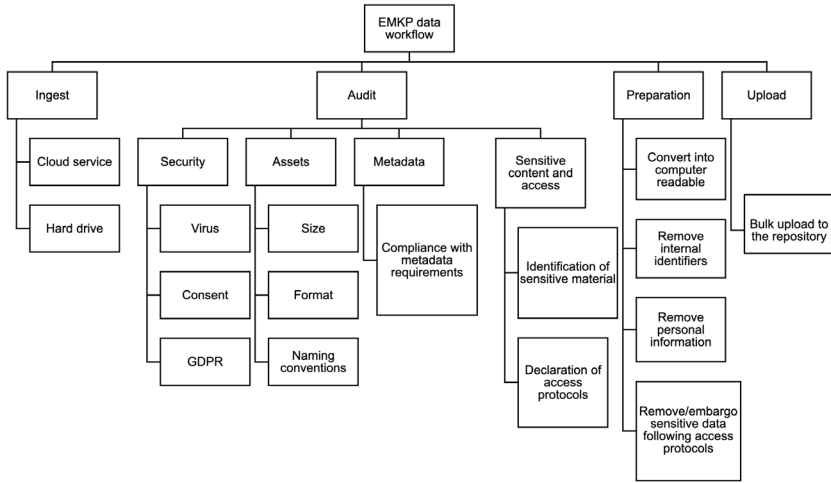 EMKP data
workflow
Ingest
Audit
Preparation
Upload
Cloud service
Hard drive
Security
Assets
Metadata
Sensitive
content and
access
Virus
Consent
GDPR
Size
Format
Naming
conventions
Compliance with
metadata
requirements
Identification of
sensitive material
Declaration of
access
protocols
Convert into
computer
readable
Remove
internal
identifiers
Remove
personal
information
Remove/embargo
sensitive data
following access
protocols
Bulk upload to
the repository